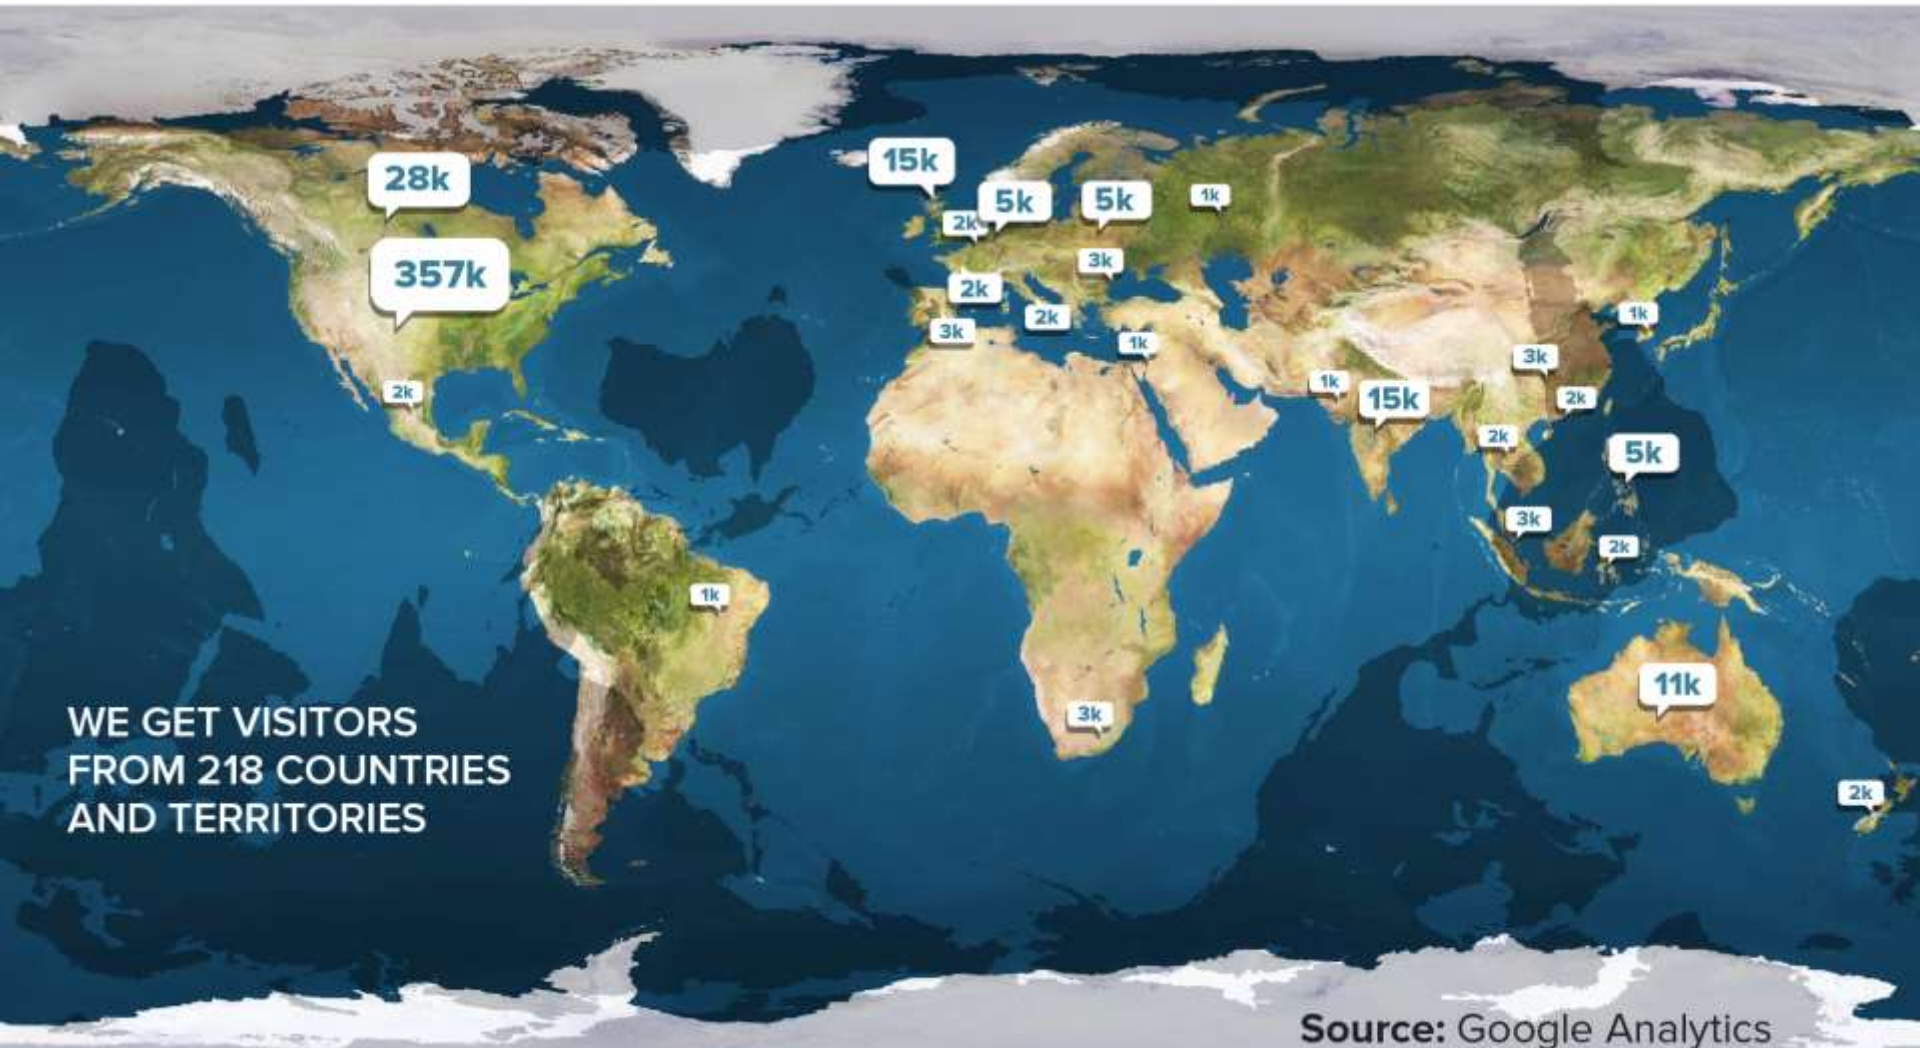 15k
28k
5k
5k
1k
2k
3k
357k
2k
2k
1k
3k
1k
3k
1k
15k
2k
2k
2k
5k
3k
2k
1k
11k
3k
WE GET VISITORS
FROM 218 COUNTRIES
AND TERRITORIES
2k
Source: Google Analytics